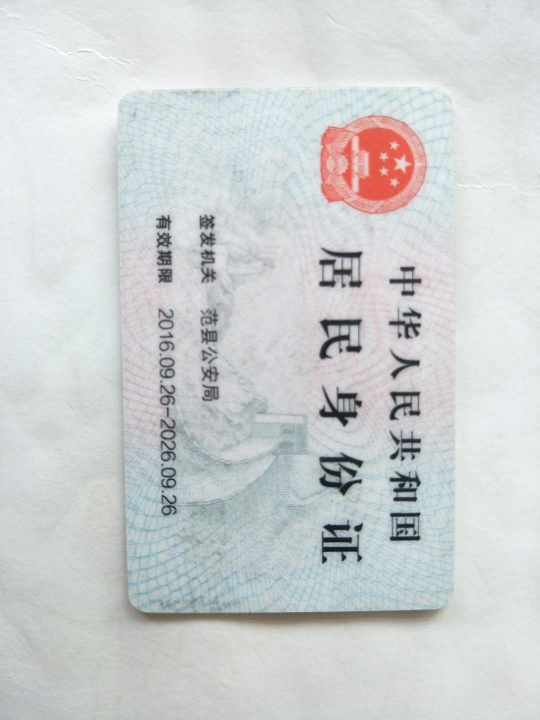 中华人民共和国
居民身份证
签发机关 范县公安局
有效期限 2016.09.26-2026.09.26